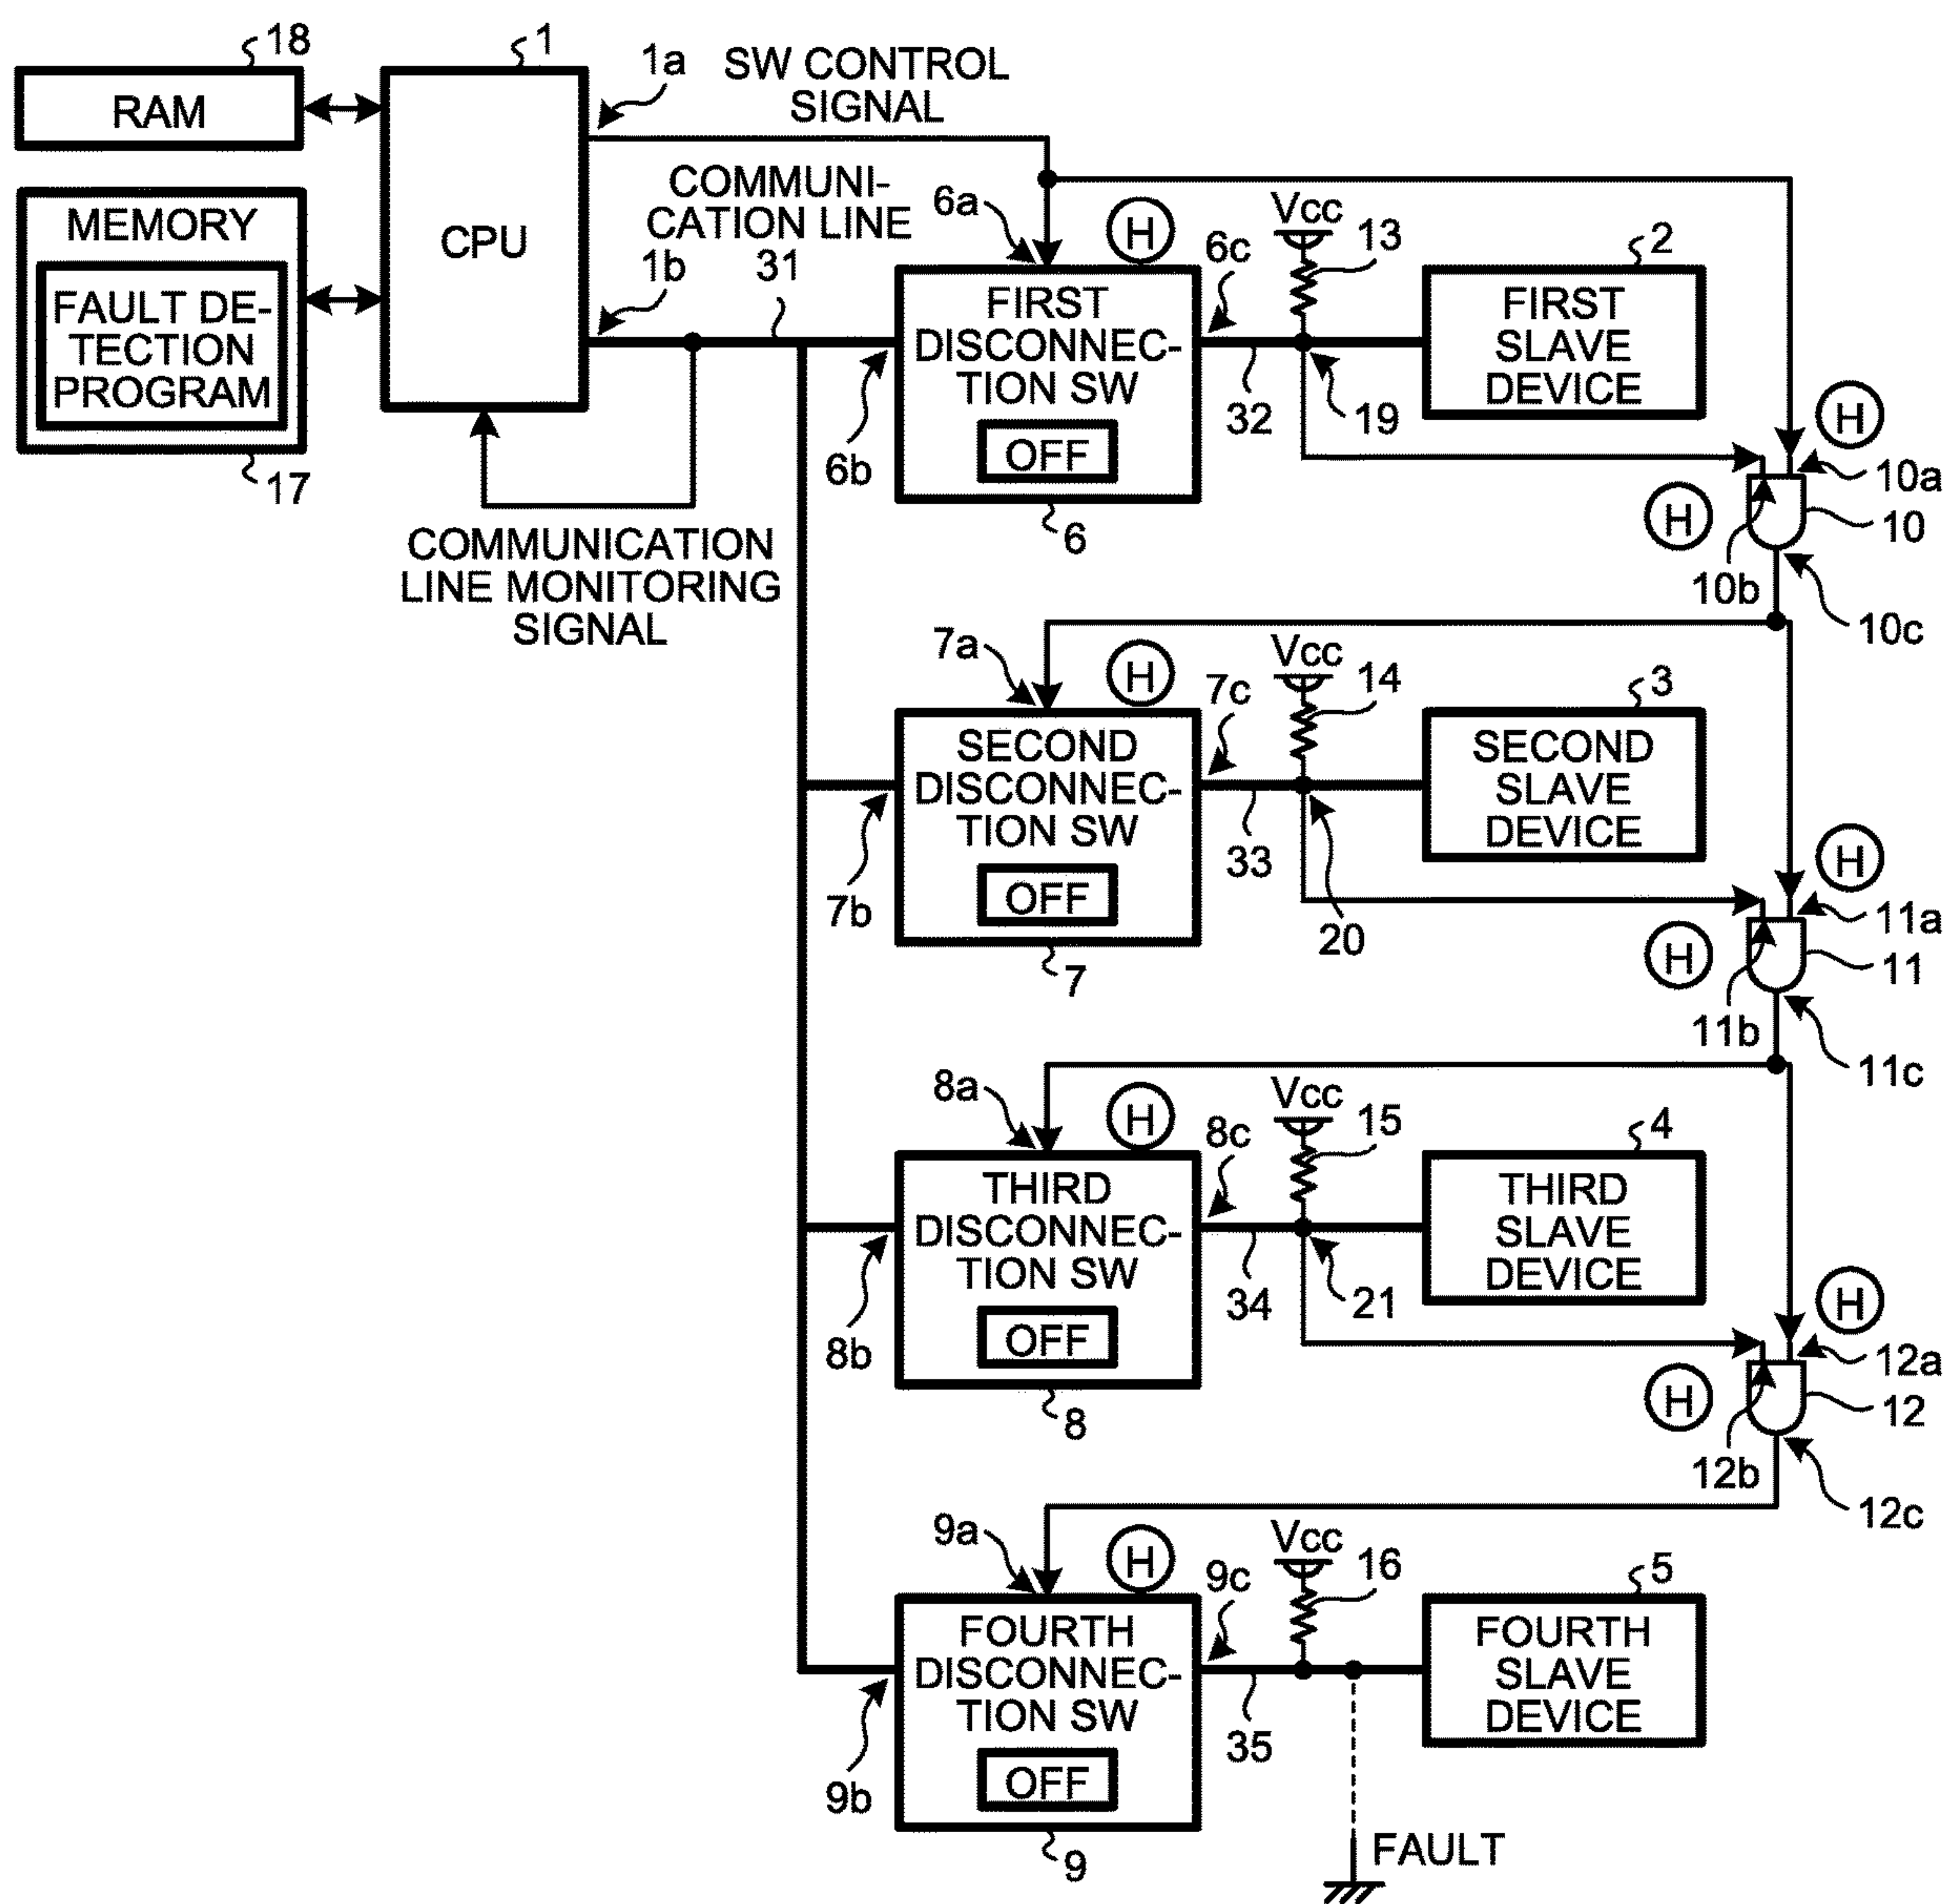 18
RAM
MEMORY
FAULT DE-
TECTION
PROGRAM
17
1
CPU
1a
SW CONTROL
SIGNAL
COMMUNI-
CATION LINE
1b
31
COMMUNICATION
LINE MONITORING
SIGNAL
6a
H
6c
FIRST
DISCONNEC-
TION SW
OFF
6b
6
Vcc
13
32
19
2
FIRST
SLAVE
DEVICE
H
10a
H
10
10b
10c
7a
H
7c
SECOND
DISCONNEC-
TION SW
OFF
7b
7
Vcc
14
33
20
3
SECOND
SLAVE
DEVICE
H
11a
H
11
11b
11c
8a
H
8c
THIRD
DISCONNEC-
TION SW
OFF
8b
8
Vcc
15
34
21
4
THIRD
SLAVE
DEVICE
H
12a
H
12
12b
12c
9a
H
9c
FOURTH
DISCONNEC-
TION SW
OFF
9b
9
Vcc
16
35
5
FOURTH
SLAVE
DEVICE
FAULT